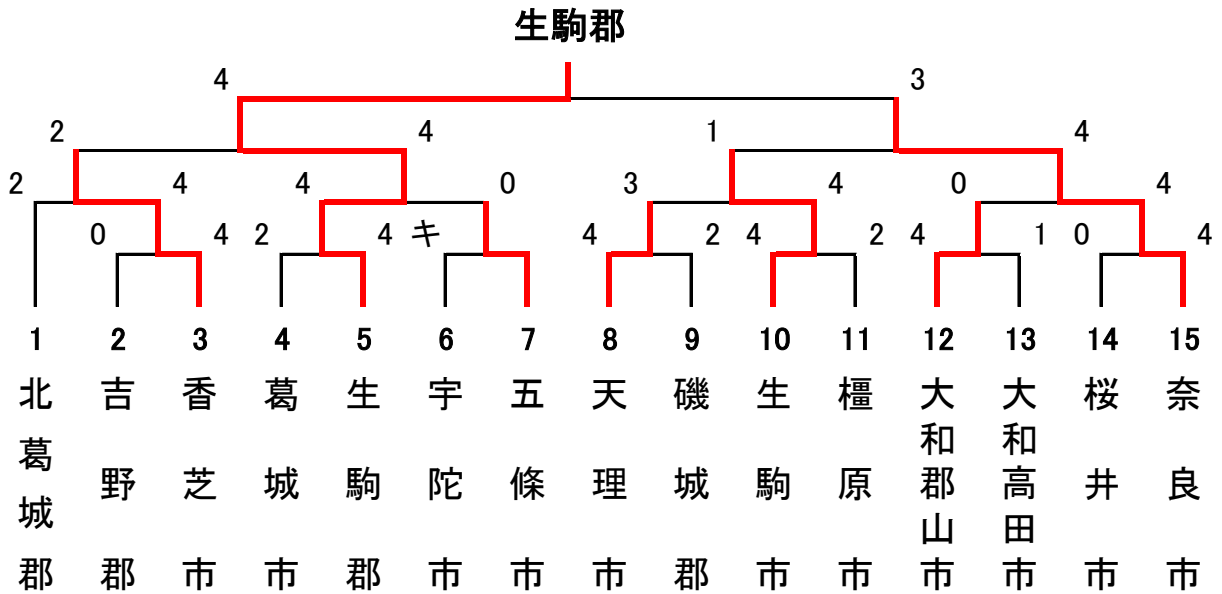 生駒郡
4 3
2 4 1 4
2 4 4 0 3 4 0 4
0 4 2 4 キ 4 2 4 2 4 1 0 4
1 2 3 4 5 6 7 8 9 10 11 12 13 14 15
北葛城郡
吉野郡
香芝市
葛城市
生駒郡
宇陀市
五條市
天理市
磯城郡
生駒市
橿原市
大和郡山市
大和高田市
桜井市
奈良市